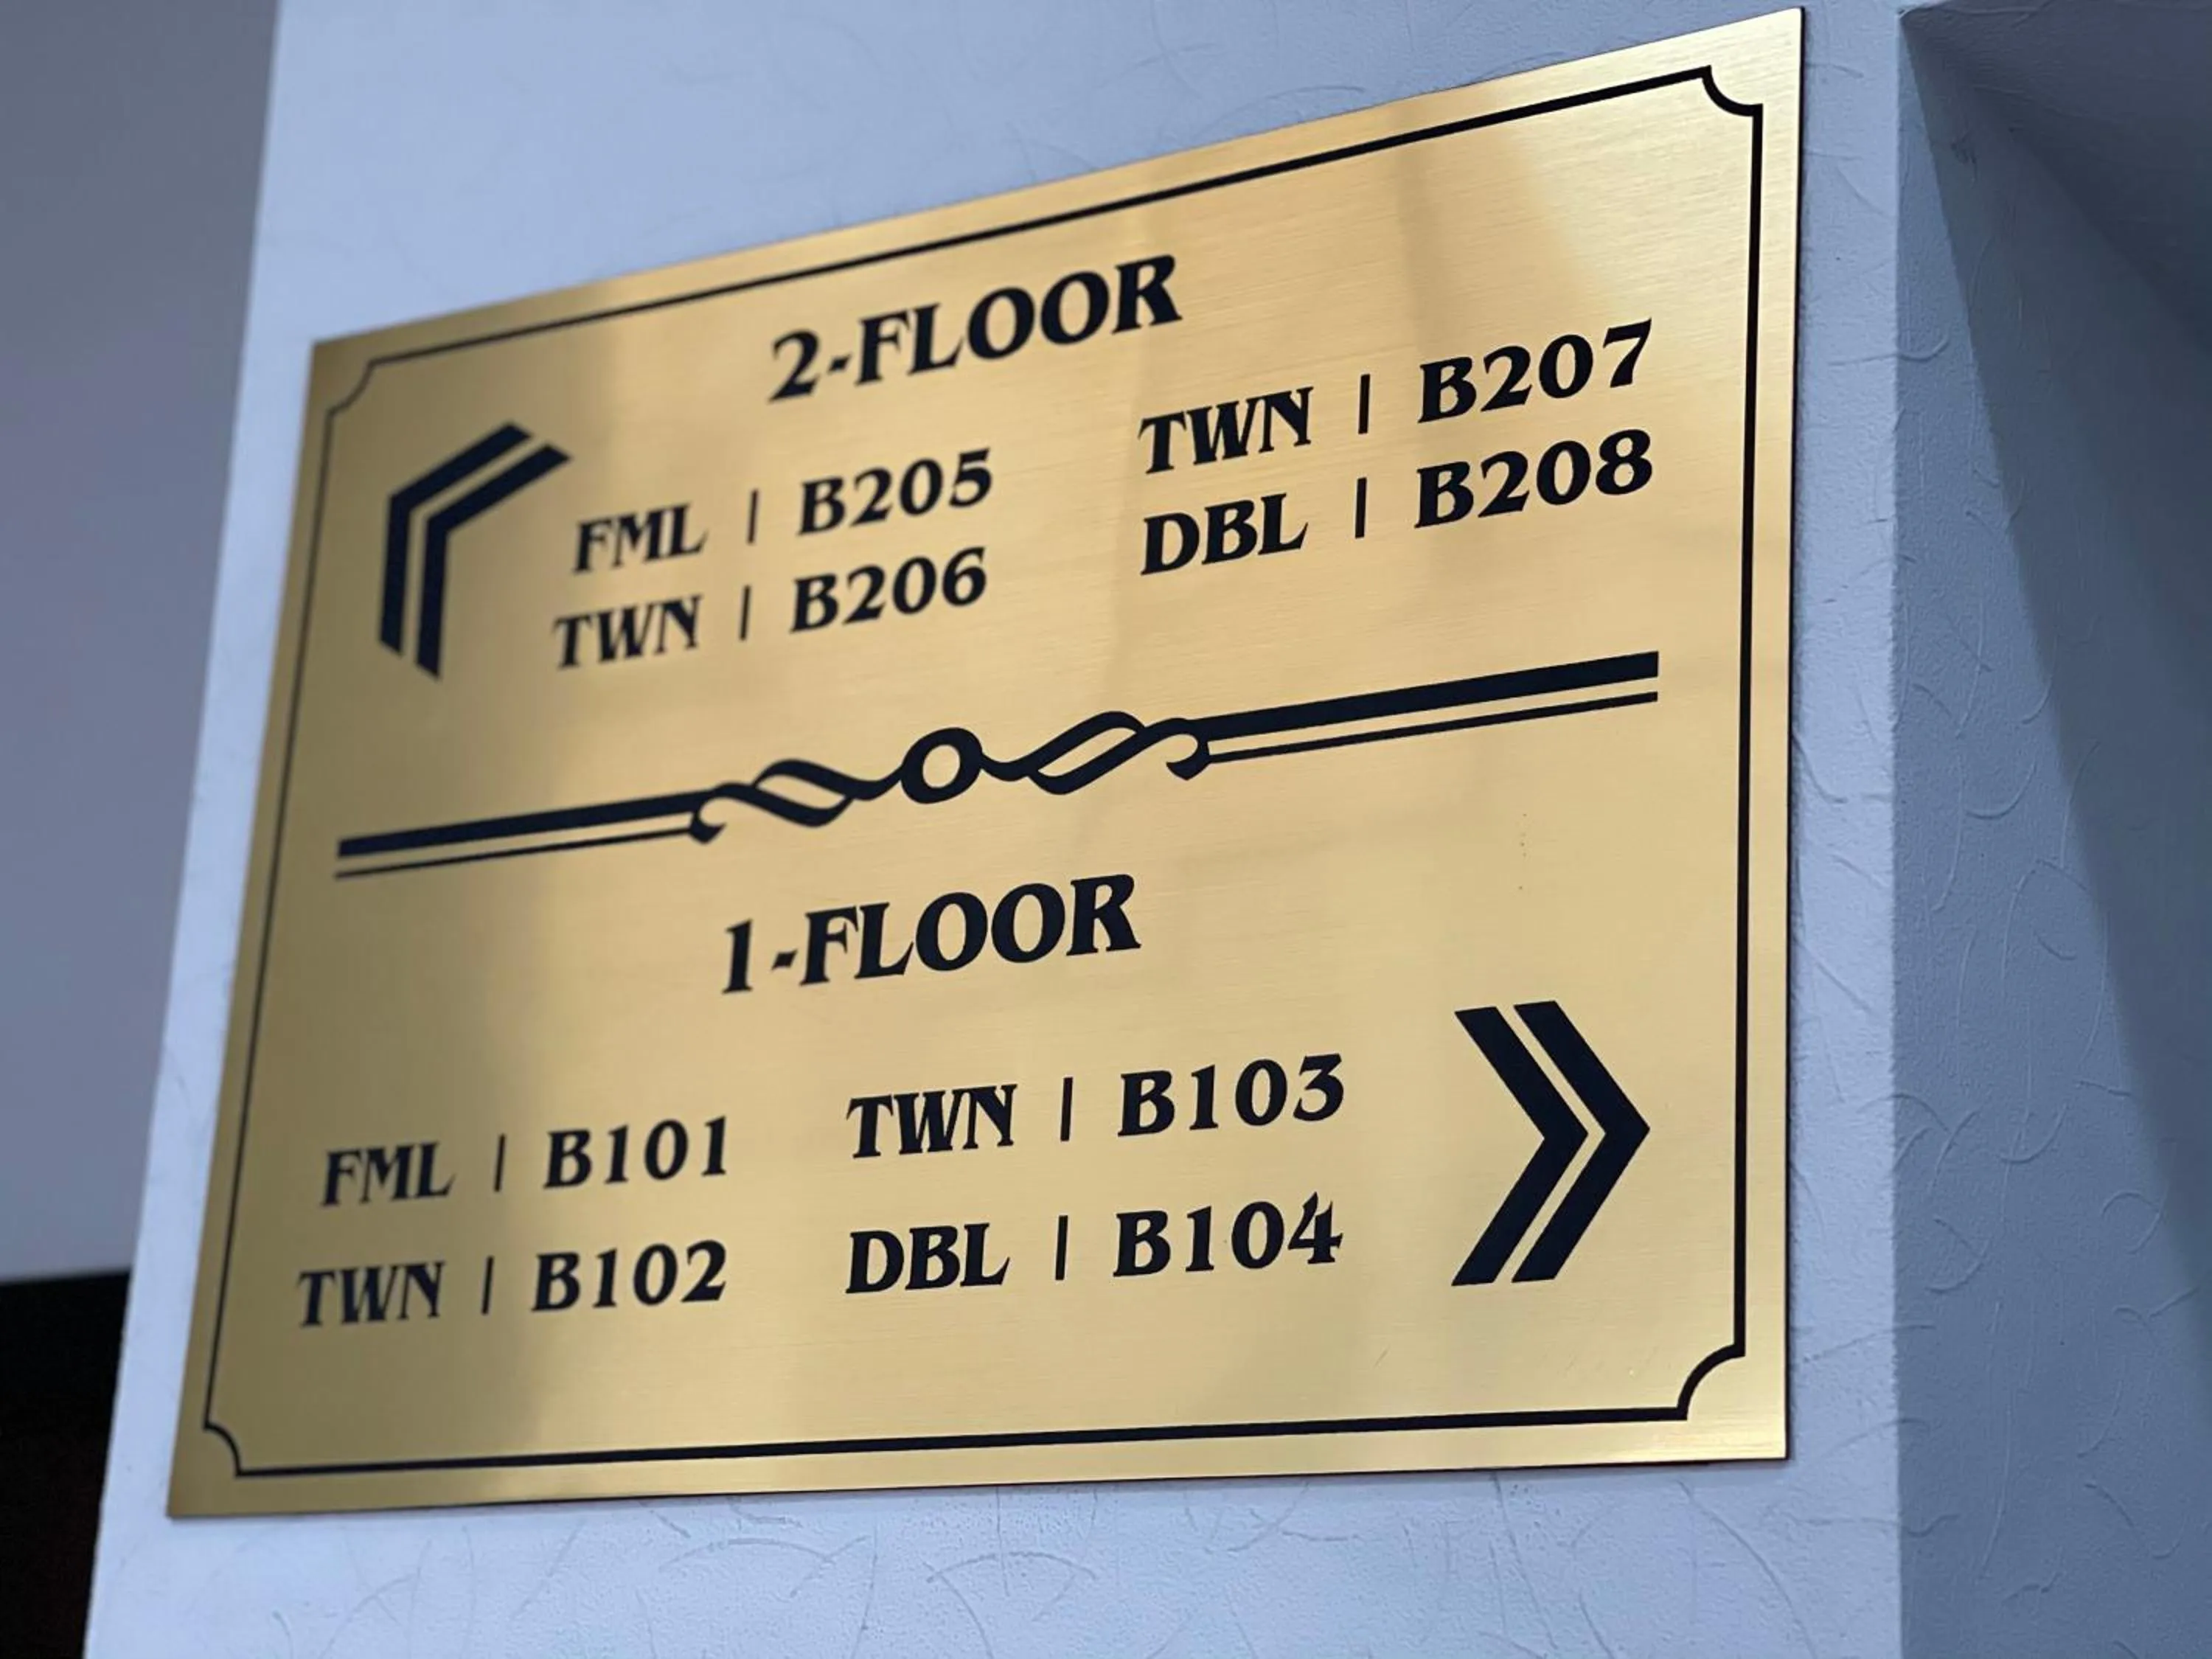 2-FLOOR
FML | B205
TWN | B206
TWN | B207
DBL | B208
1-FLOOR
FML | B101
TWN | B102
TWN | B103
DBL | B104